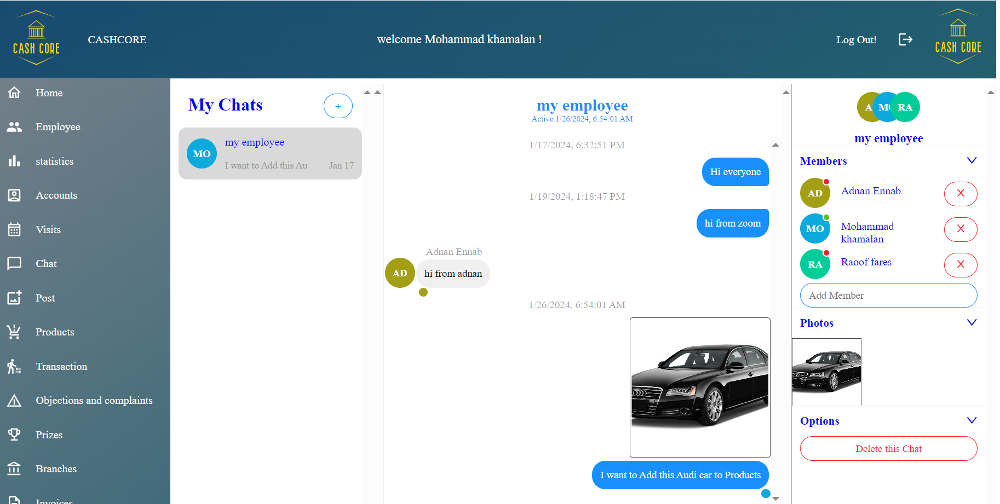 CASH CORE
CASHCORE
welcome Mohammad khamalan !
Log Out!
CASH CORE
Home
Employee
statistics
Accounts
Visits
Chat
Post
Products
Transaction
Objections and complaints
Prizes
Branches
Invoices
My Chats
+
MO
my employee
I want to Add this Au
Jan 17
my employee
Active 1/26/2024, 6:54:01 AM
1/17/2024, 6:32:51 PM
Hi everyone
1/19/2024, 1:18:47 PM
hi from zoom
Adnan Ennab
AD
hi from adnan
1/26/2024, 6:54:01 AM
I want to Add this Audi car to Products
A MO RA
my employee
Members
AD
Adnan Ennab
MO
Mohammad
khamalan
RA
Raoof fares
Add Member
Photos
Options
Delete this Chat